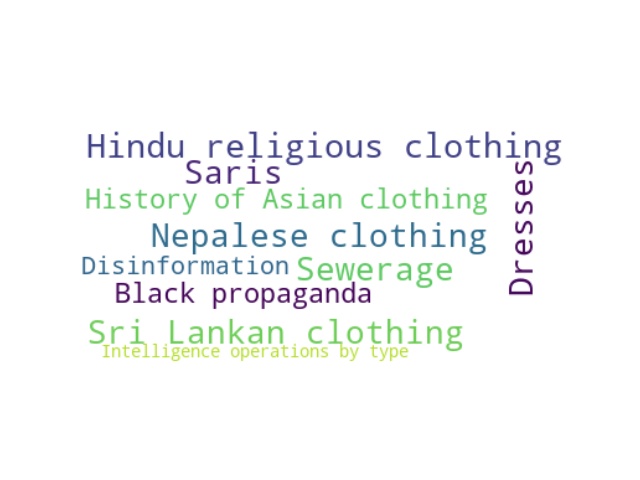 Hindu religious clothing
Saris
History of Asian clothing
Dresses
Nepalese clothing
Disinformation
Sewerage
Black propaganda
Sri Lankan clothing
Intelligence operations by type